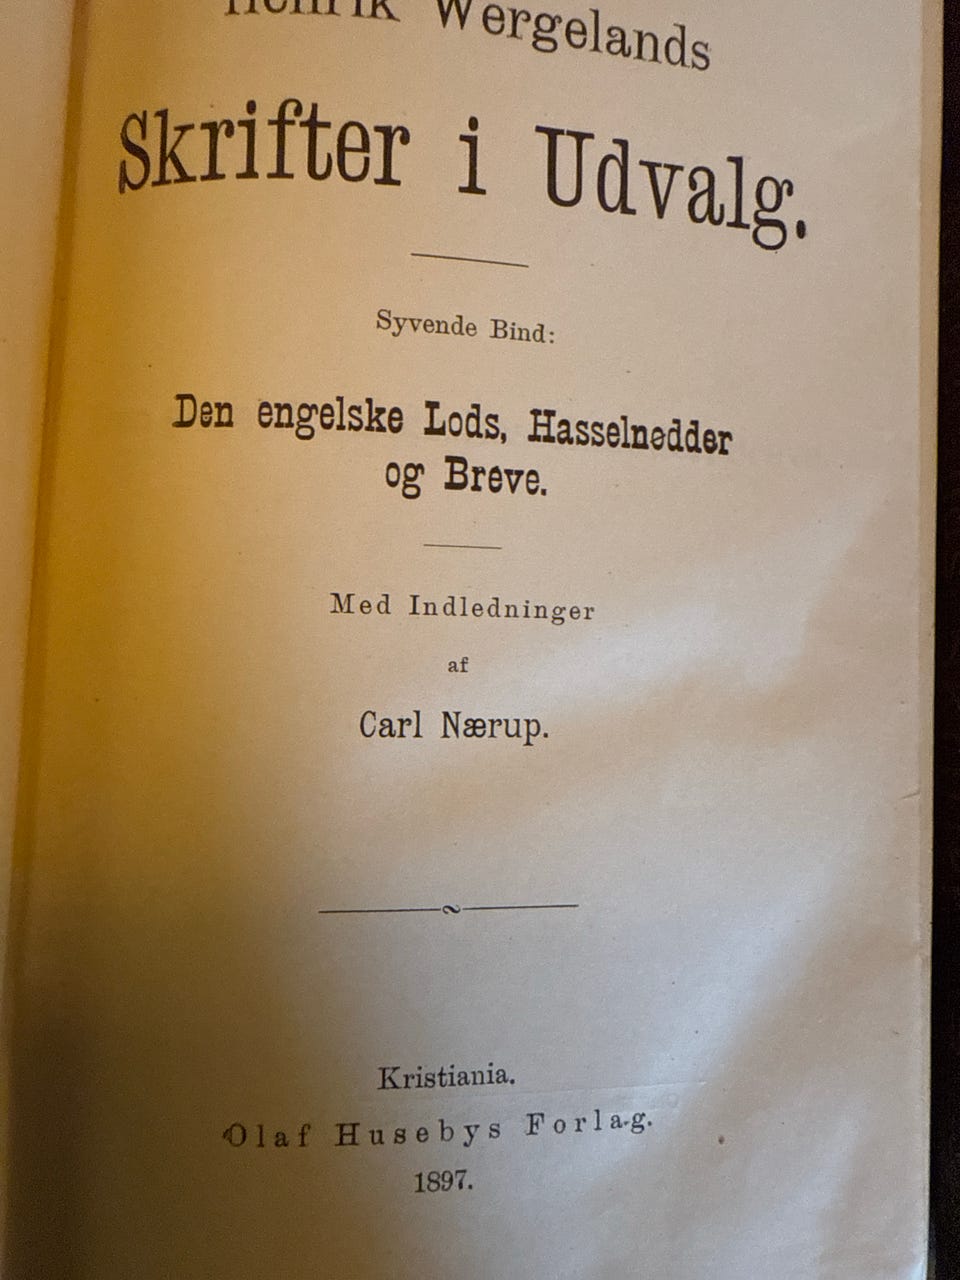 Henrik Wergelands
Skrifter i Udvalg.
Syvende Bind:
Den engelske Lods, Hasselnødder
og Breve.
Med Indledninger
af
Carl Nærup.
Kristiania.
Olaf Husebys Forlag.
1897.